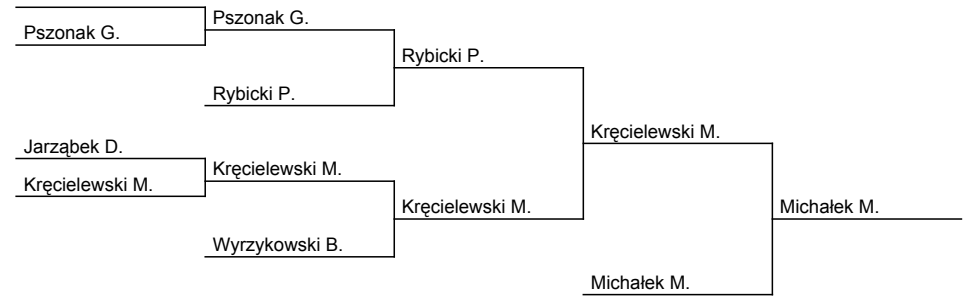 Pszonak G.
Pszonak G.
Rybicki P.
Rybicki P.
Kręcielewski M.
Jarząbek D.
Kręcielewski M.
Kręcielewski M.
Kręcielewski M.
Michałek M.
Wyrzykowski B.
Michałek M.